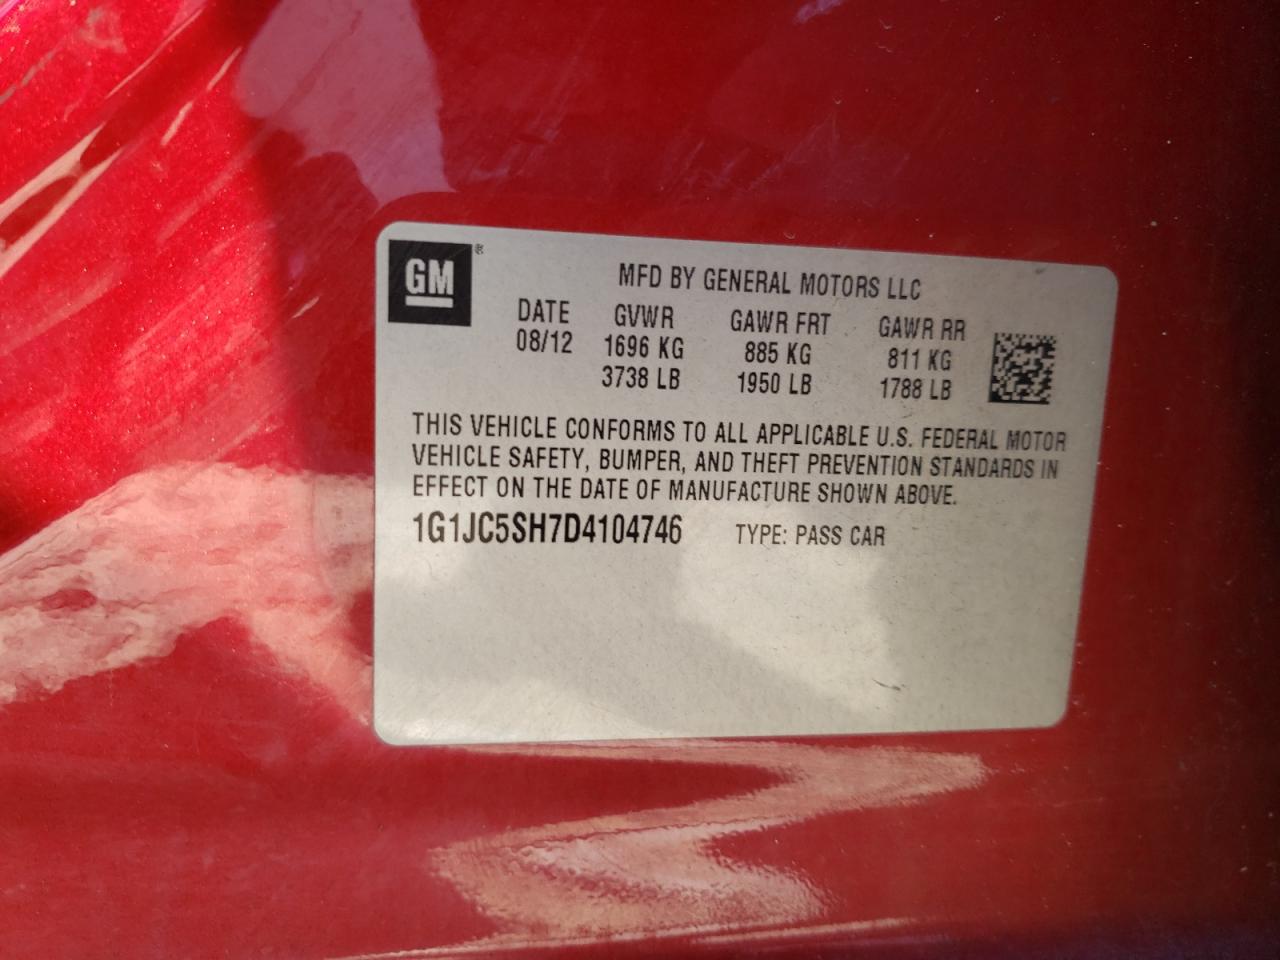 GM ®
MFD BY GENERAL MOTORS LLC
DATE GVWR GAWR FRT GAWR RR
08/12 1696 KG 885 KG 811 KG
3738 LB 1950 LB 1788 LB
THIS VEHICLE CONFORMS TO ALL APPLICABLE U.S. FEDERAL MOTOR
VEHICLE SAFETY, BUMPER, AND THEFT PREVENTION STANDARDS IN
EFFECT ON THE DATE OF MANUFACTURE SHOWN ABOVE.
1G1JC5SH7D4104746 TYPE: PASS CAR